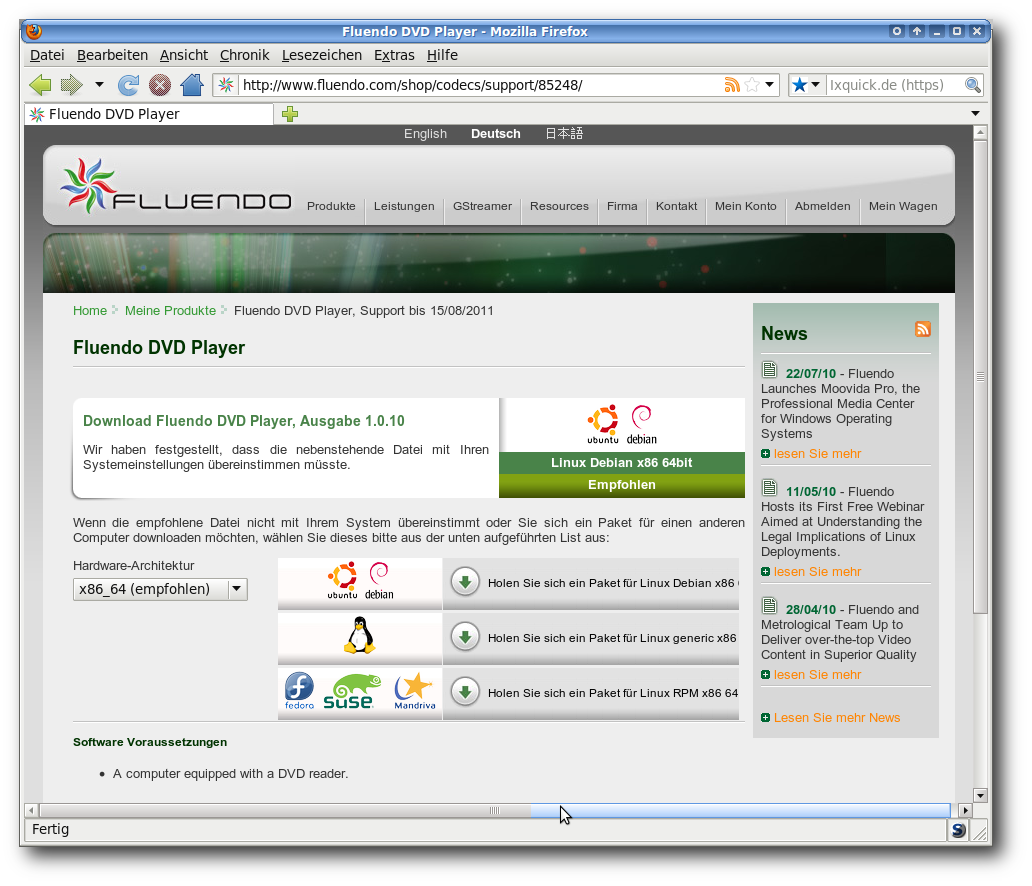 Fluendo DVD Player - Mozilla Firefox
Datei Bearbeiten Ansicht Chronik Lesezeichen Extras Hilfe
http://www.fluendo.com/shop/codecs/support/85248/
Ixquick.de (https)
Fluendo DVD Player
English Deutsch 日本語
FLUENDO
Produkte Leistungen GStreamer Resources Firma Kontakt Mein Konto Abmelden Mein Wagen
Home Meine Produkte Fluendo DVD Player, Support bis 15/08/2011
Fluendo DVD Player
Download Fluendo DVD Player, Ausgabe 1.0.10
Wir haben festgestellt, dass die nebenstehende Datei mit Ihren
Systemeinstellungen übereinstimmen müsste.
ubuntu debian
Linux Debian x86 64bit
Empfohlen
Wenn die empfohlene Datei nicht mit Ihrem System übereinstimmt oder Sie sich ein Paket für einen anderen
Computer downloaden möchten, wählen Sie dieses bitte aus der unten aufgeführten List aus:
Hardware-Architektur
x86_64 (empfohlen)
ubuntu debian
Holen Sie sich ein Paket für Linux Debian x86
Holen Sie sich ein Paket für Linux generic x86
fedora SUSE Mandriva
Holen Sie sich ein Paket für Linux RPM x86 64
Software Voraussetzungen
• A computer equipped with a DVD reader.
News
22/07/10 - Fluendo
Launches Moovida Pro, the
Professional Media Center
for Windows Operating
Systems
lesen Sie mehr
11/05/10 - Fluendo
Hosts its First Free Webinar
Aimed at Understanding the
Legal Implications of Linux
Deployments.
lesen Sie mehr
28/04/10 - Fluendo and
Metrological Team Up to
Deliver over-the-top Video
Content in Superior Quality
lesen Sie mehr
Lesen Sie mehr News
Fertig